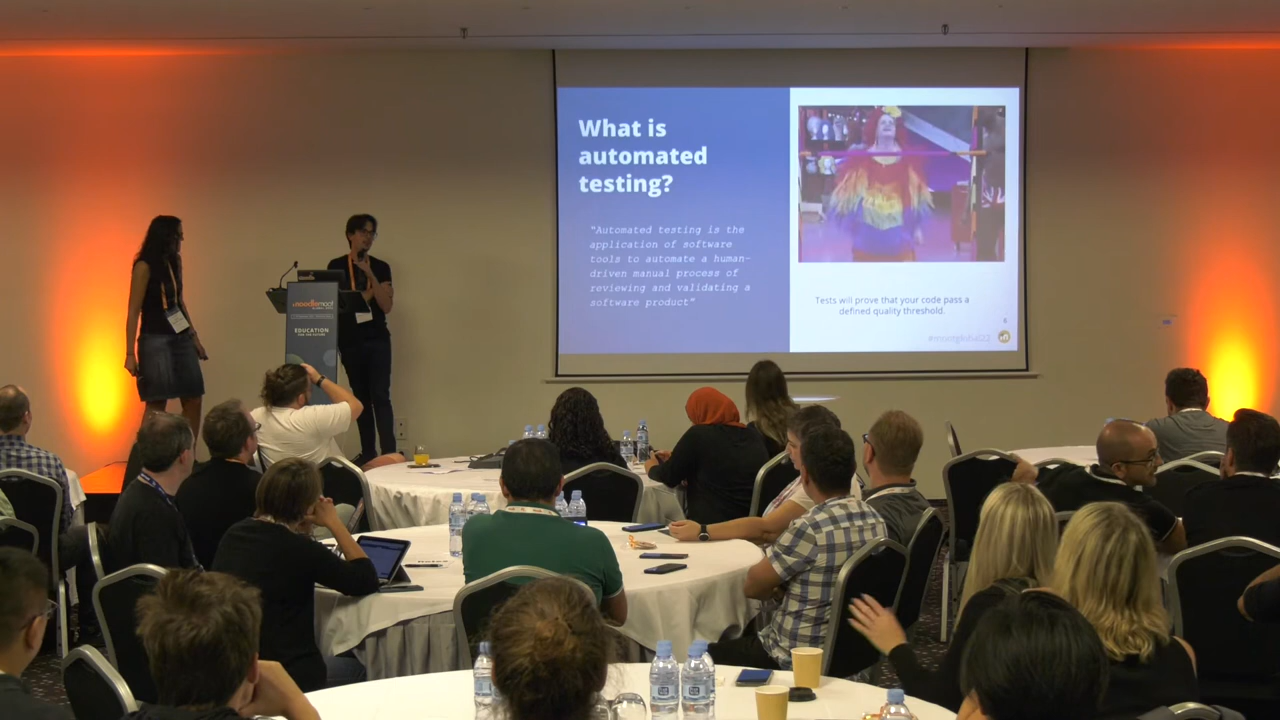 What is
automated
testing?
"Automated testing is the
application of software
tools to automate a human-
driven manual process of
reviewing and validating a
software product"
Tests will prove that your code pass a
defined quality threshold.
#mootglobal22
moodlemoot
EDUCATION
FOR THE FUTURE